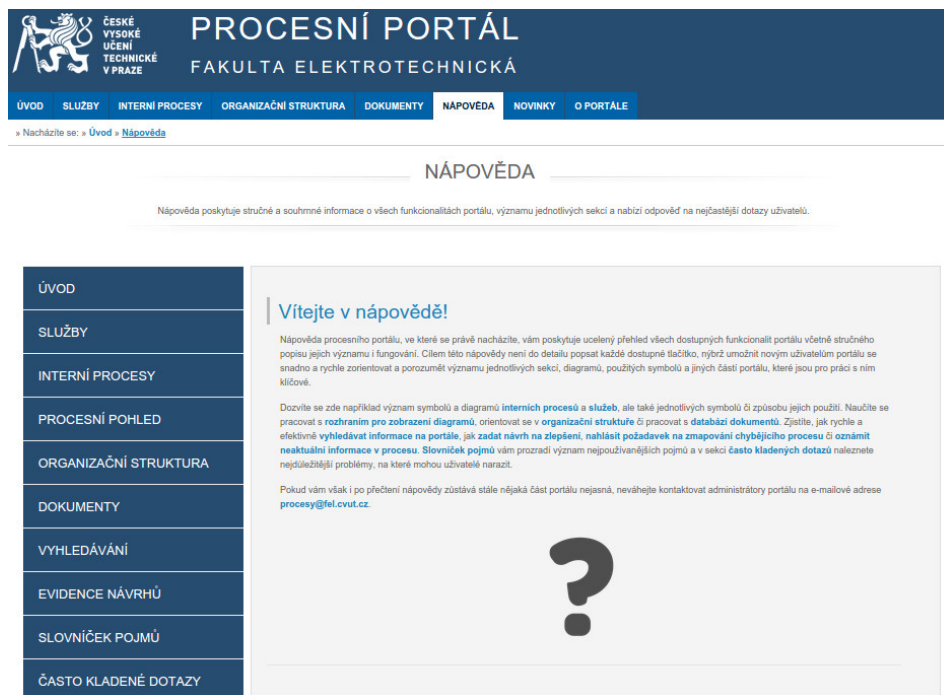 ČESKÉ
VYSOKÉ
UČENÍ
TECHNICKÉ
V PRAZE
PROCESNÍ PORTÁL
FAKULTA ELEKTROTECHNICKÁ
ÚVOD SLUŽBY INTERNÍ PROCESY ORGANIZAČNÍ STRUKTURA DOKUMENTY NÁPOVĚDA NOVINKY O PORTÁLE
» Nacházíte se: » Úvod » Nápověda
NÁPOVĚDA
Nápověda poskytuje stručné a souhrnné informace o všech funkcionalitách portálu, významu jednotlivých sekcí a nabízí odpověď na nejčastější dotazy uživatelů.
ÚVOD
SLUŽBY
INTERNÍ PROCESY
PROCESNÍ POHLED
ORGANIZAČNÍ STRUKTURA
DOKUMENTY
VYHLEDÁVÁNÍ
EVIDENCE NÁVRHŮ
SLOVNÍČEK POJMŮ
ČASTO KLADENÉ DOTAZY
Vítejte v nápovědě!
Nápověda procesního portálu, ve které se právě nacházíte, vám poskytuje ucelený přehled všech dostupných funkcionalit portálu včetně stručného
popisu jejich významu i fungování. Cílem této nápovědy není do detailu popsat každé dostupné tlačítko, nýbrž umožnit novým uživatelům portálu se
snadno a rychle zorientovat a porozumět významu jednotlivých sekcí, diagramů, použitých symbolů a jiných částí portálu, které jsou pro práci s ním
klíčové.
Dozvíte se zde například význam symbolů a diagramů interních procesů a služeb, ale také jednotlivých symbolů či způsobu jejich použití. Naučíte se
pracovat s rozhraním pro zobrazení diagramů, orientovat se v organizační struktuře či pracovat s databází dokumentů. Zjistíte, jak rychle a
efektivně vyhledávat informace na portále, jak zadat návrh na zlepšení, nahlásit požadavek na zmapování chybějícího procesu či oznámit
neaktuální informace v procesu. Slovníček pojmů vám prozradí význam nejpoužívanějších pojmů a v sekci často kladených dotazů naleznete
nejdůležitější problémy, na které mohou uživatelé narazit.
Pokud vám však i po přečtení nápovědy zůstává stále nějaká část portálu nejasná, neváhejte kontaktovat administrátory portálu na e-mailové adrese
procesy@fel.cvut.cz.
?